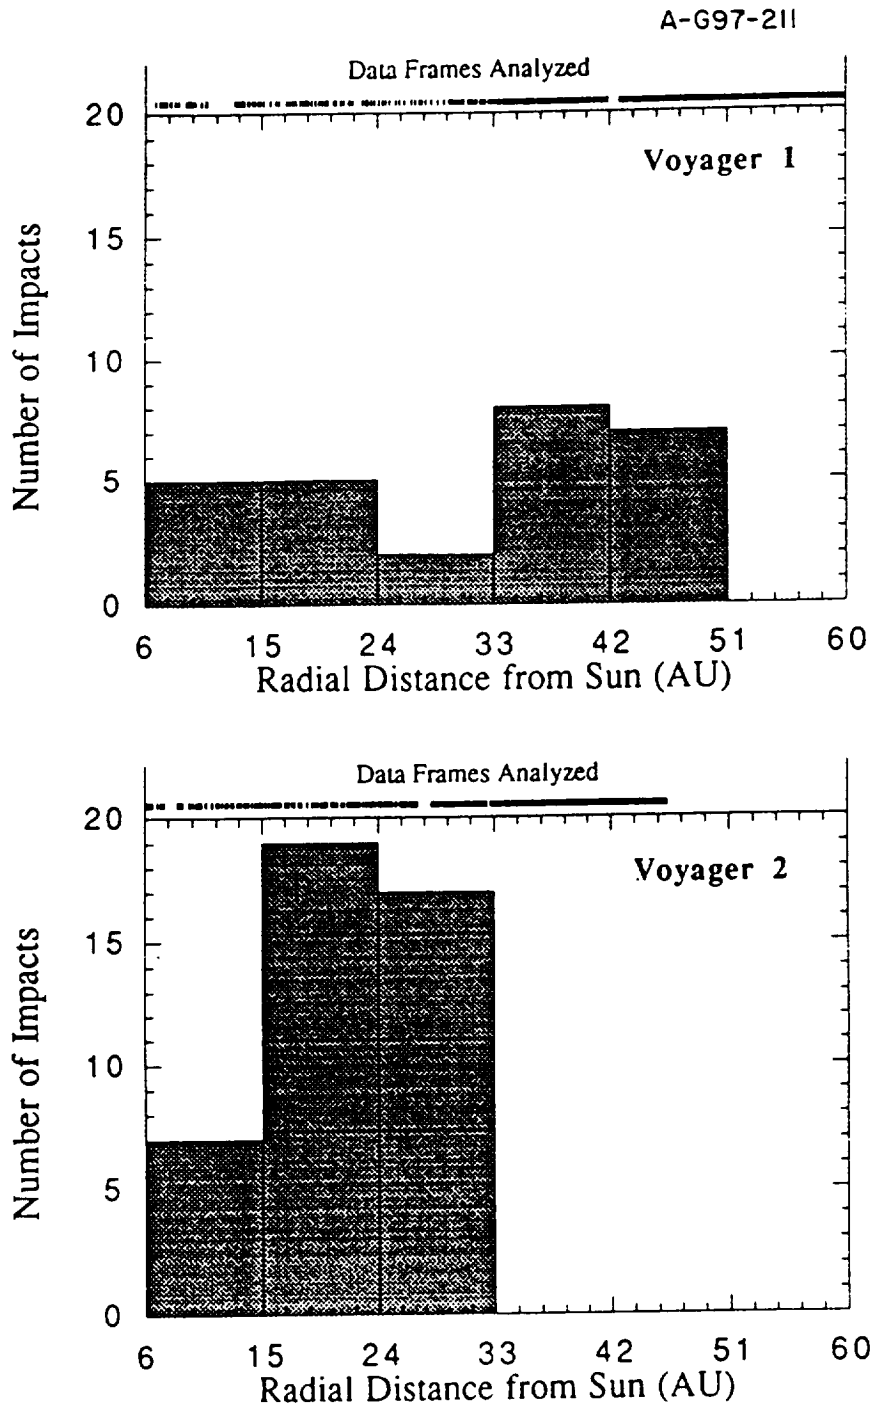 A-G97-211
Data Frames Analyzed
20
Voyager 1
15
10
5
0
Number of Impacts
6 15 24 33 42 51 60
Radial Distance from Sun (AU)
Data Frames Analyzed
20
Voyager 2
15
10
5
0
Number of Impacts
6 15 24 33 42 51 60
Radial Distance from Sun (AU)